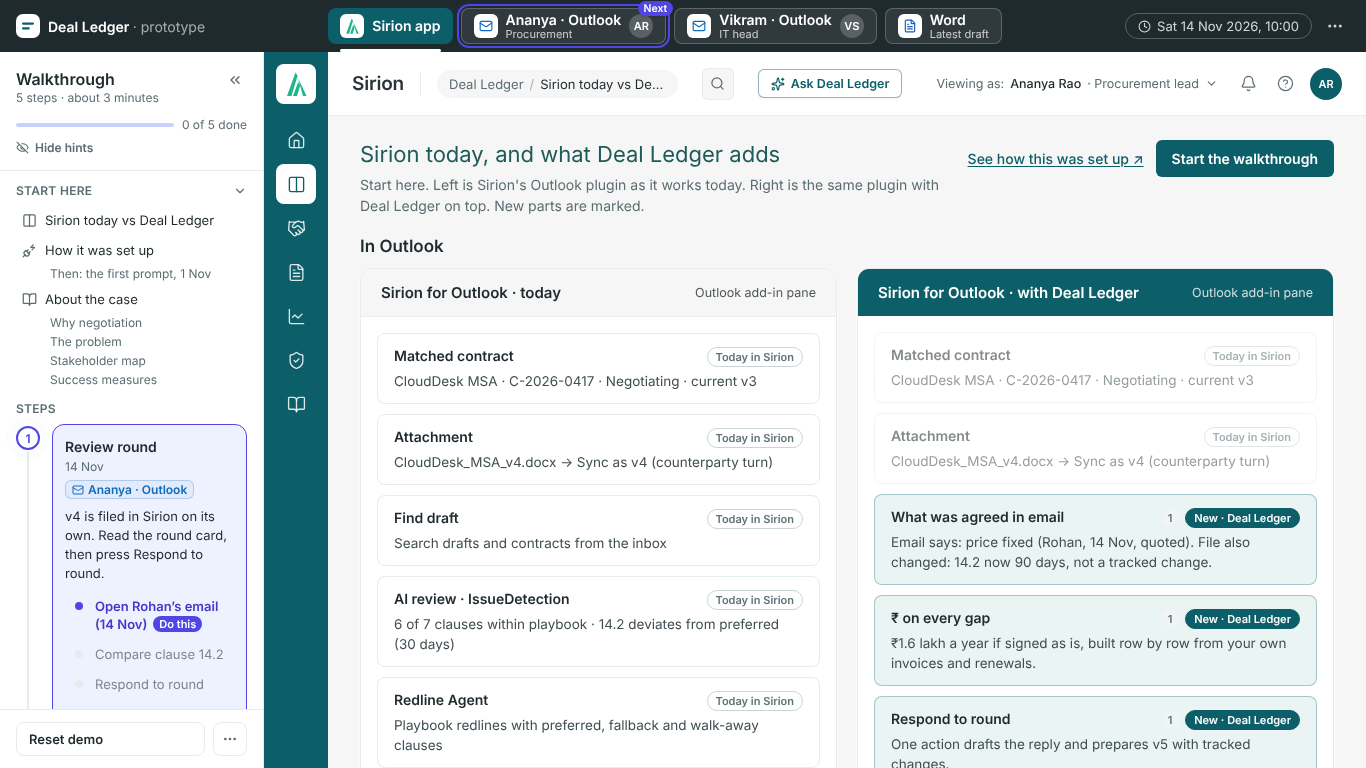 Deal Ledger · prototype
Sirion app
Ananya · Outlook
Procurement
AR
Next
Vikram · Outlook
IT head
VS
Word
Latest draft
Sat 14 Nov 2026, 10:00
Walkthrough
5 steps · about 3 minutes
0 of 5 done
Hide hints
START HERE
Sirion today vs Deal Ledger
How it was set up
Then: the first prompt, 1 Nov
About the case
Why negotiation
The problem
Stakeholder map
Success measures
STEPS
1
Review round
14 Nov
Ananya · Outlook
v4 is filed in Sirion on its
own. Read the round card,
then press Respond to
round.
Open Rohan's email
(14 Nov) Do this
Compare clause 14.2
Respond to round
Reset demo
Sirion
Deal Ledger / Sirion today vs De...
Ask Deal Ledger
Viewing as: Ananya Rao · Procurement lead
AR
Sirion today, and what Deal Ledger adds
Start here. Left is Sirion's Outlook plugin as it works today. Right is the same plugin with
Deal Ledger on top. New parts are marked.
See how this was set up ↗
Start the walkthrough
In Outlook
Sirion for Outlook · today
Outlook add-in pane
Matched contract
Today in Sirion
CloudDesk MSA · C-2026-0417 · Negotiating · current v3
Attachment
Today in Sirion
CloudDesk_MSA_v4.docx → Sync as v4 (counterparty turn)
Find draft
Today in Sirion
Search drafts and contracts from the inbox
AI review · IssueDetection
Today in Sirion
6 of 7 clauses within playbook · 14.2 deviates from preferred
(30 days)
Redline Agent
Today in Sirion
Playbook redlines with preferred, fallback and walk-away
clauses
Sirion for Outlook · with Deal Ledger
Outlook add-in pane
Matched contract
Today in Sirion
CloudDesk MSA · C-2026-0417 · Negotiating · current v3
Attachment
Today in Sirion
CloudDesk_MSA_v4.docx → Sync as v4 (counterparty turn)
What was agreed in email
1
New · Deal Ledger
Email says: price fixed (Rohan, 14 Nov, quoted). File also
changed: 14.2 now 90 days, not a tracked change.
₹ on every gap
1
New · Deal Ledger
₹1.6 lakh a year if signed as is, built row by row from your own
invoices and renewals.
Respond to round
1
New · Deal Ledger
One action drafts the reply and prepares v5 with tracked
changes.